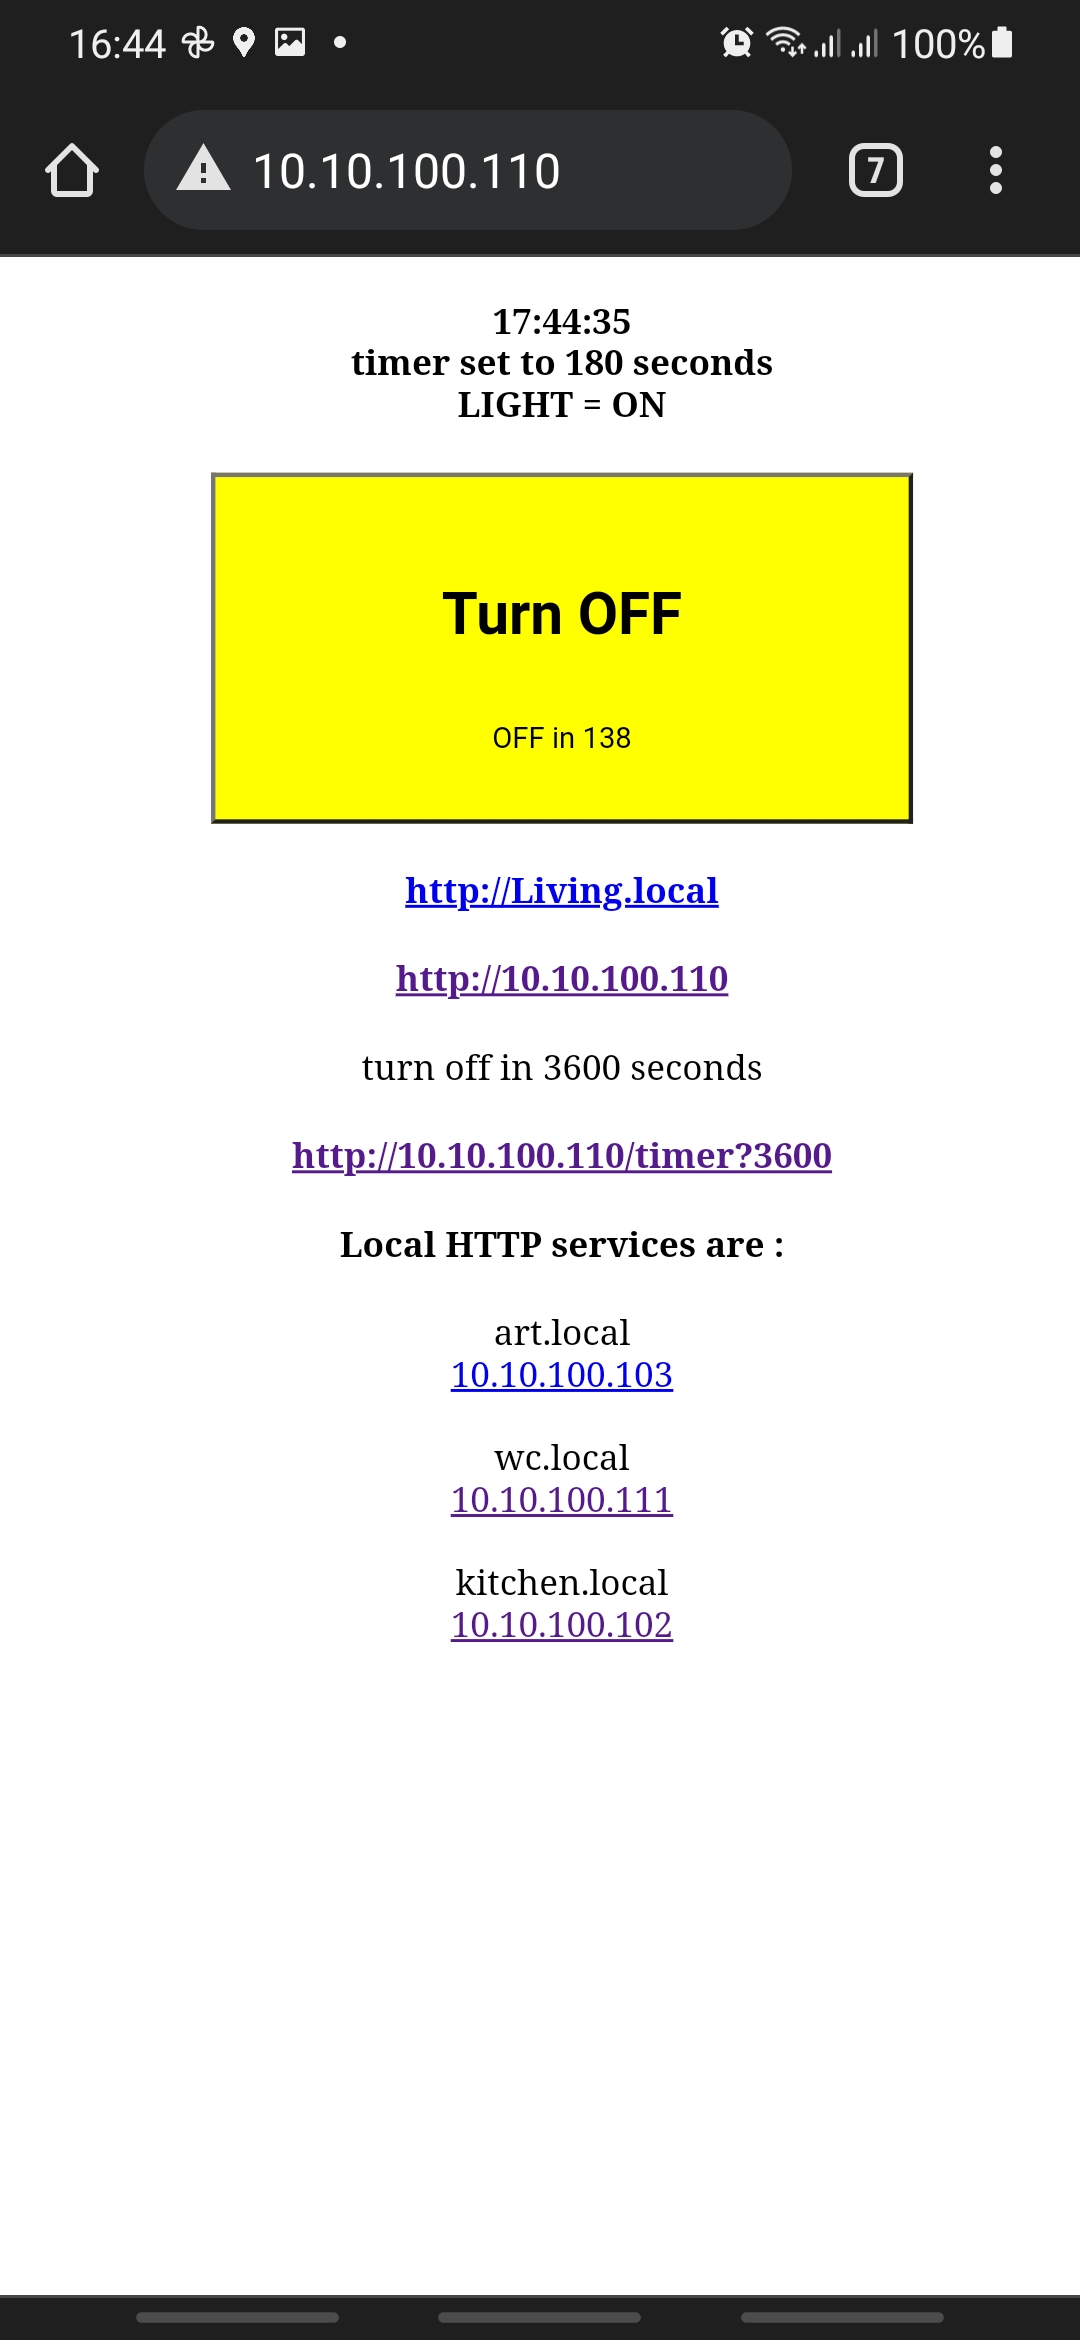 16:44 100%
10.10.100.110 7
17:44:35
timer set to 180 seconds
LIGHT = ON
Turn OFF
OFF in 138
http://Living.local
http://10.10.100.110
turn off in 3600 seconds
http://10.10.100.110/timer?3600
Local HTTP services are :
art.local
10.10.100.103
wc.local
10.10.100.111
kitchen.local
10.10.100.102